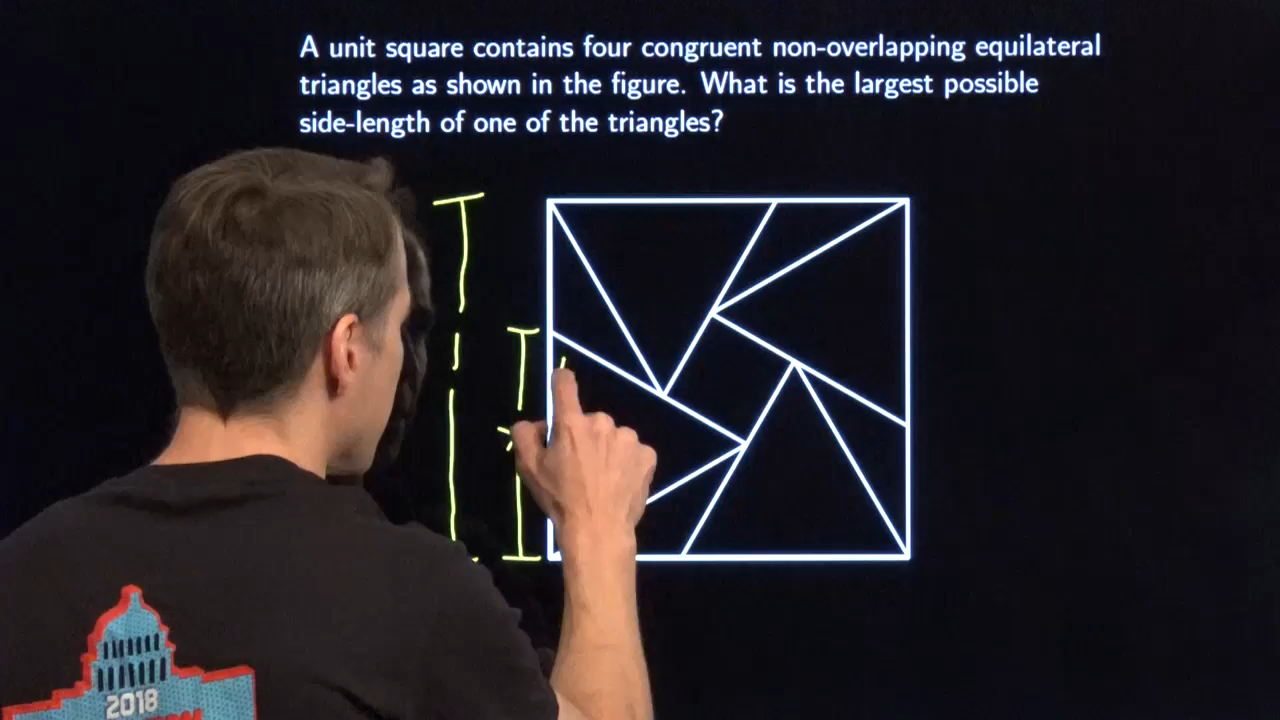 A unit square contains four congruent non-overlapping equilateral
triangles as shown in the figure. What is the largest possible
side-length of one of the triangles?
2018